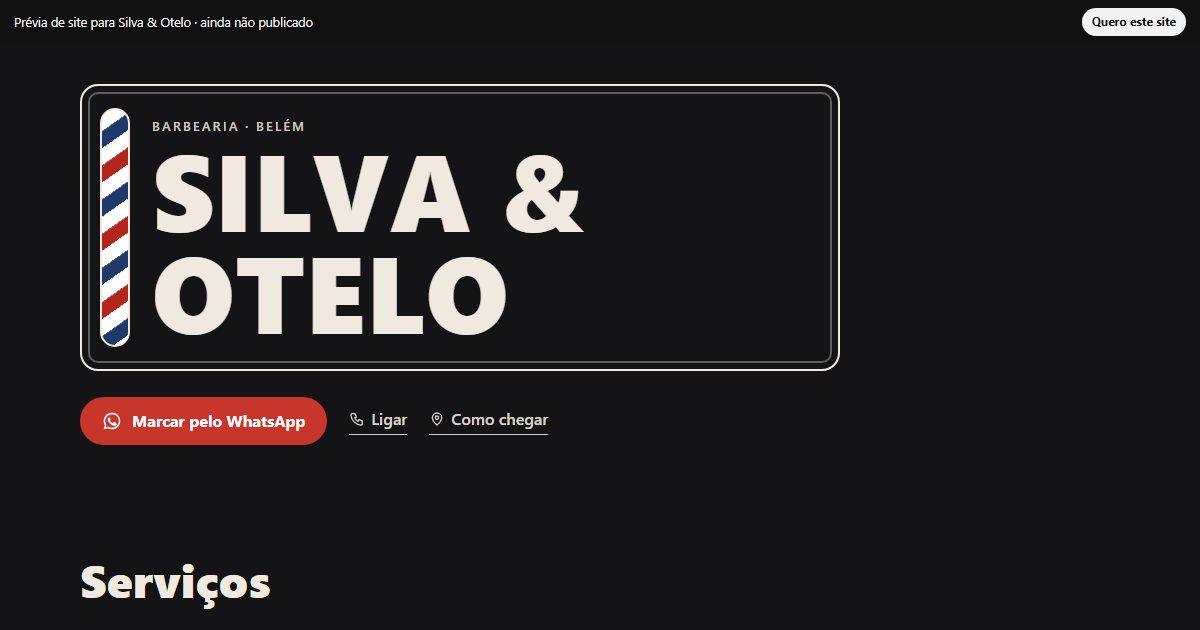 Prévia de site para Silva & Otelo · ainda não publicado
Quero este site
BARBEARIA · BELÉM
SILVA &
OTELO
Marcar pelo WhatsApp
Ligar
Como chegar
Serviços